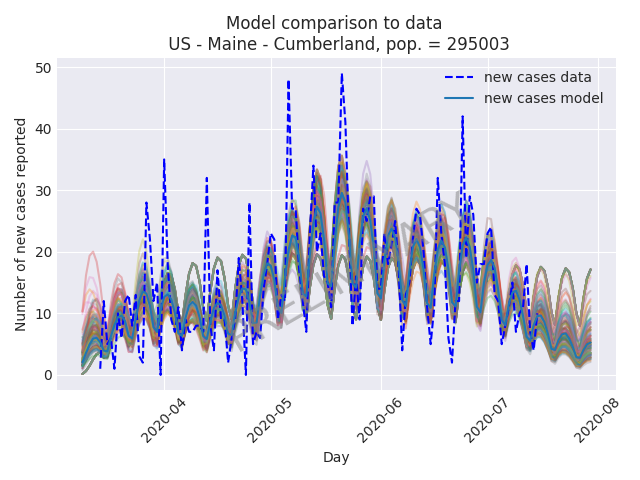 Model comparison to data
US - Maine - Cumberland, pop. = 295003
Number of new cases reported
50
40
30
20
10
0
new cases data
new cases model
2020-04
2020-05
2020-06
2020-07
2020-08
Day